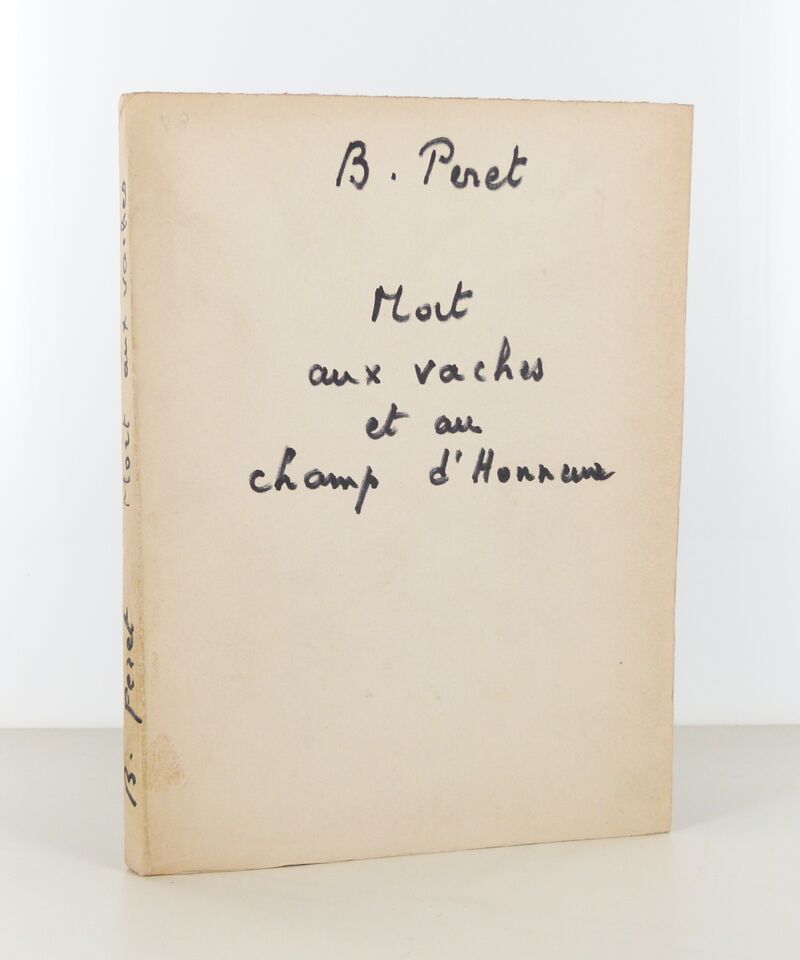 B. Peret
Mort
aux vaches
et au
champ d'Honneur
B. Peret Mort aux vaches